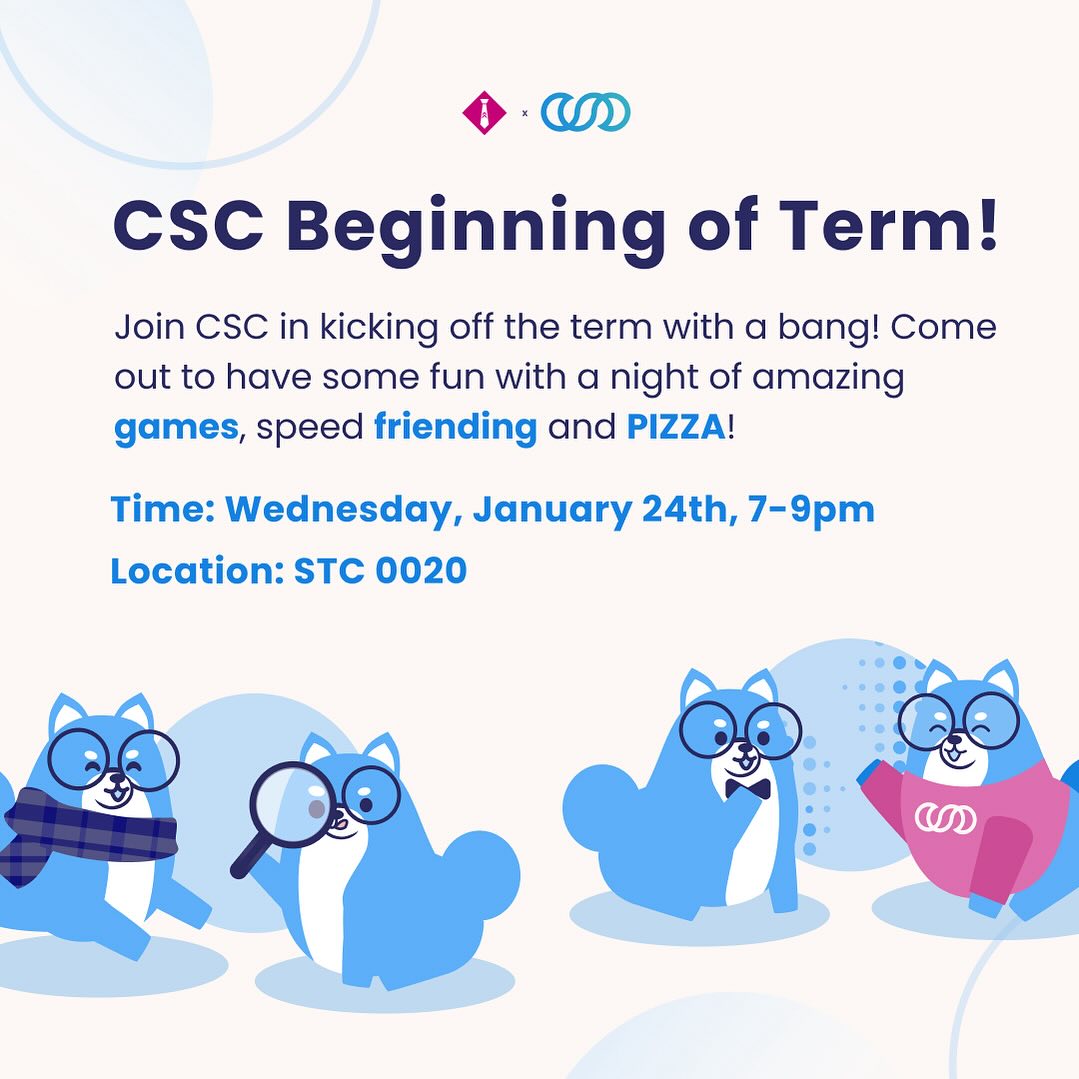 x
CSC Beginning of Term!
Join CSC in kicking off the term with a bang! Come
out to have some fun with a night of amazing
games, speed friending and PIZZA!
Time: Wednesday, January 24th, 7-9pm
Location: STC 0020